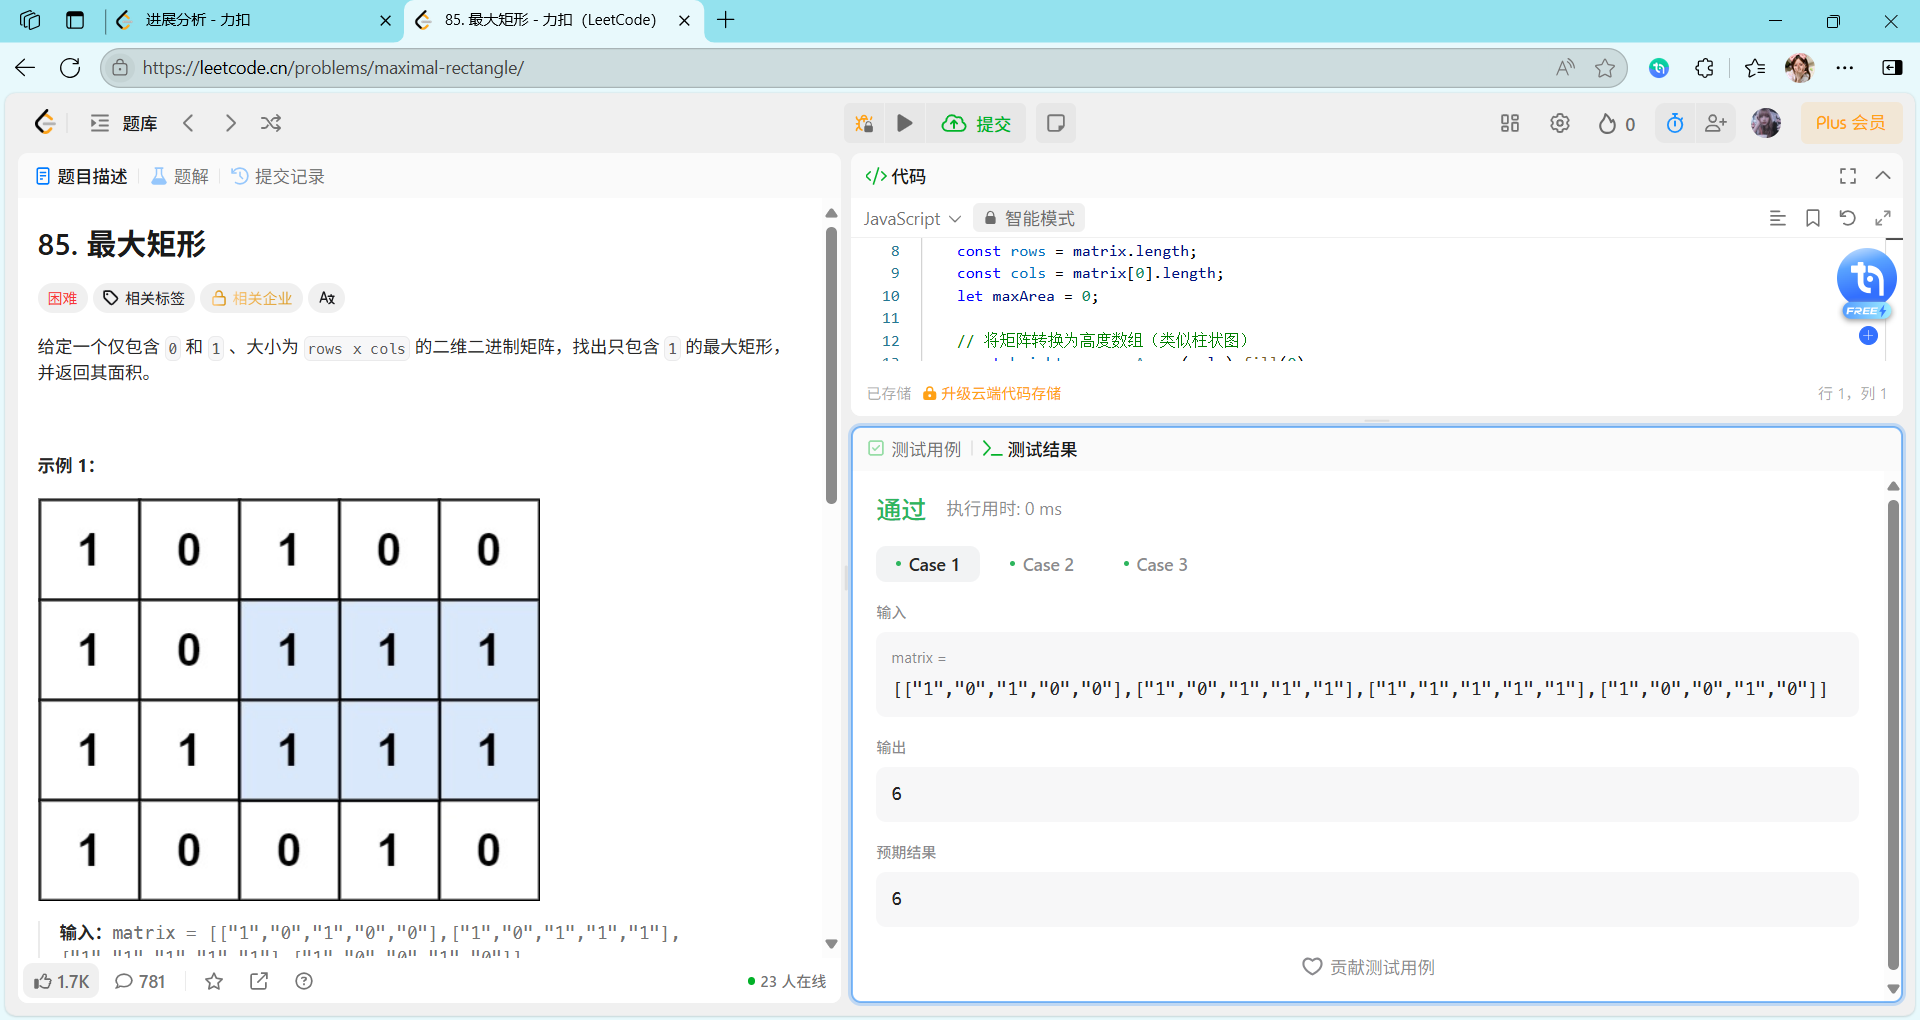 进展分析 - 力扣
85. 最大矩形 - 力扣（LeetCode）
https://leetcode.cn/problems/maximal-rectangle/
题库
提交
0
Plus 会员
题目描述
题解
提交记录
85. 最大矩形
困难
相关标签
相关企业
给定一个仅包含 0 和 1 、大小为 rows x cols 的二维二进制矩阵，找出只包含 1 的最大矩形，
并返回其面积。
示例 1：
1 0 1 0 0
1 0 1 1 1
1 1 1 1 1
1 0 0 1 0
输入：matrix = [["1","0","1","0","0"],["1","0","1","1","1"],
["1","1","1","1","1"],["1","0","0","1","0"]]
1.7K
781
23 人在线
代码
JavaScript
智能模式
8 const rows = matrix.length;
9 const cols = matrix[0].length;
10 let maxArea = 0;
11
12 // 将矩阵转换为高度数组（类似柱状图）
FREE
已存储
升级云端代码存储
行 1，列 1
测试用例
测试结果
通过
执行用时: 0 ms
Case 1
Case 2
Case 3
输入
matrix =
[["1","0","1","0","0"],["1","0","1","1","1"],["1","1","1","1","1"],["1","0","0","1","0"]]
输出
6
预期结果
6
贡献测试用例